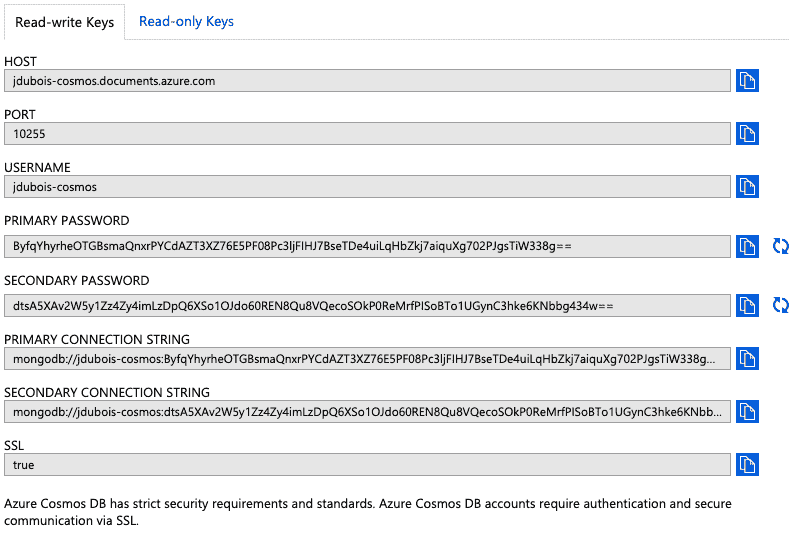 Read-write Keys
Read-only Keys
HOST
jdubois-cosmos.documents.azure.com
PORT
10255
USERNAME
jdubois-cosmos
PRIMARY PASSWORD
ByfqYhyrheOTGBsmaQnxrPYCdAZT3XZ76E5PF08Pc3ljFIHJ7BseTDe4uiLqHbZkj7aiquXg702PJgsTiW338g==
SECONDARY PASSWORD
dtsA5XAv2W5y1Zz4Zy4imLzDpQ6XSo1OJdo60REN8Qu8VQecoSOkP0ReMrfPISoBTo1UGynC3hke6KNbbg434w==
PRIMARY CONNECTION STRING
mongodb://jdubois-cosmos:ByfqYhyrheOTGBsmaQnxrPYCdAZT3XZ76E5PF08Pc3ljFIHJ7BseTDe4uiLqHbZkj7aiquXg702PJgsTiW338g...
SECONDARY CONNECTION STRING
mongodb://jdubois-cosmos:dtsA5XAv2W5y1Zz4Zy4imLzDpQ6XSo1OJdo60REN8Qu8VQecoSOkP0ReMrfPISoBTo1UGynC3hke6KNbb...
SSL
true
Azure Cosmos DB has strict security requirements and standards. Azure Cosmos DB accounts require authentication and secure
communication via SSL.